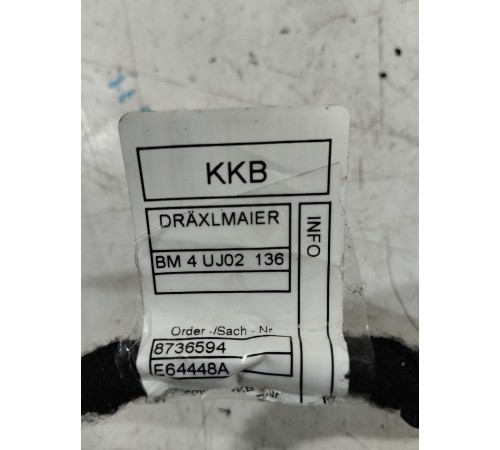 KKB
DRÄXLMAIER
INFO
BM 4 UJ02 136
Order -/Sach - Nr
8736594
E64448A